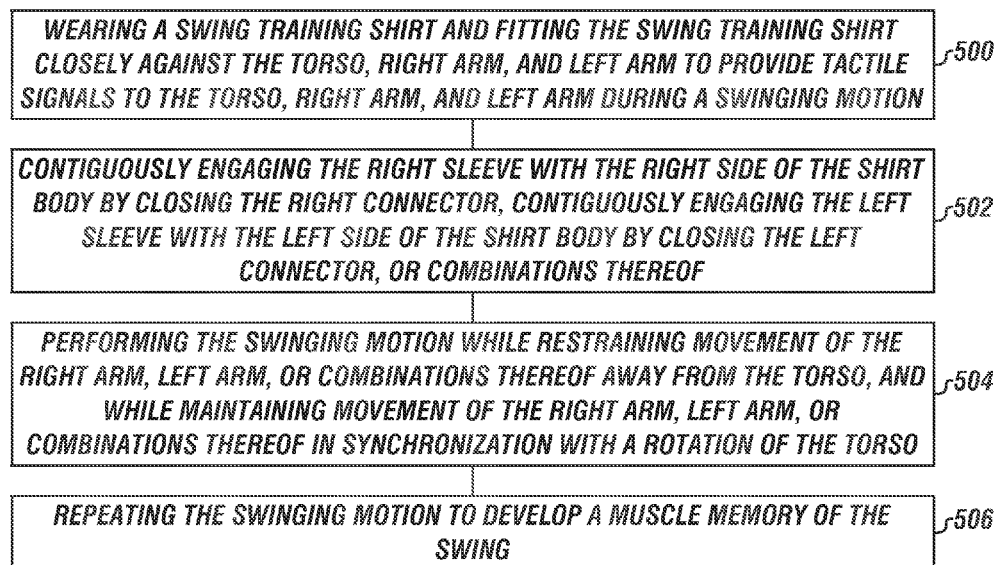 WEARING A SWING TRAINING SHIRT AND FITTING THE SWING TRAINING SHIRT
CLOSELY AGAINST THE TORSO, RIGHT ARM, AND LEFT ARM TO PROVIDE TACTILE
SIGNALS TO THE TORSO, RIGHT ARM, AND LEFT ARM DURING A SWINGING MOTION
500
CONTIGUOUSLY ENGAGING THE RIGHT SLEEVE WITH THE RIGHT SIDE OF THE SHIRT
BODY BY CLOSING THE RIGHT CONNECTOR, CONTIGUOUSLY ENGAGING THE LEFT
SLEEVE WITH THE LEFT SIDE OF THE SHIRT BODY BY CLOSING THE LEFT
CONNECTOR, OR COMBINATIONS THEREOF
502
PERFORMING THE SWINGING MOTION WHILE RESTRAINING MOVEMENT OF THE
RIGHT ARM, LEFT ARM, OR COMBINATIONS THEREOF AWAY FROM THE TORSO, AND
WHILE MAINTAINING MOVEMENT OF THE RIGHT ARM, LEFT ARM, OR
COMBINATIONS THEREOF IN SYNCHRONIZATION WITH A ROTATION OF THE TORSO
504
REPEATING THE SWINGING MOTION TO DEVELOP A MUSCLE MEMORY OF THE
SWING
506